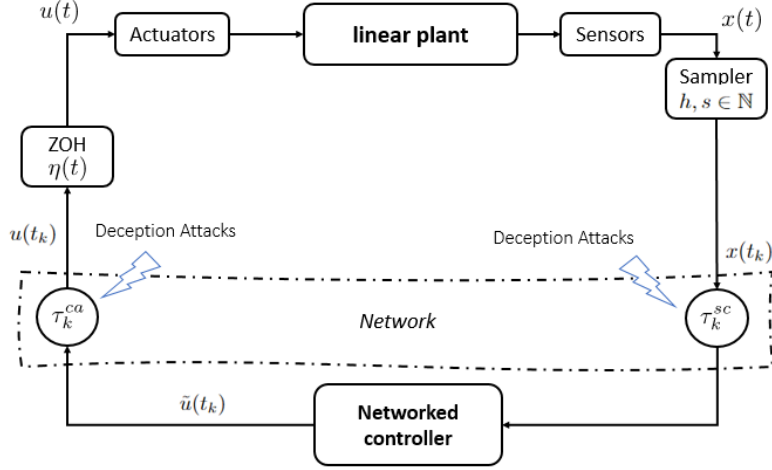 u(t)
x(t)
Actuators
linear plant
Sensors
Sampler
h, s ∈ ℕ
ZOH
η(t)
u(t_k)
Deception Attacks
Deception Attacks
x(t_k)
τ_k^{ca}
Network
τ_k^{sc}
ũ(t_k)
Networked
controller